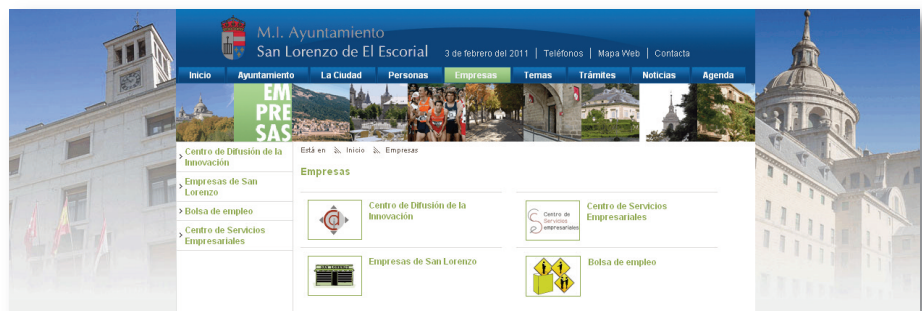 M.I. Ayuntamiento
San Lorenzo de El Escorial
3 de febrero del 2011 | Teléfonos | Mapa Web | Contacta
Inicio Ayuntamiento La Ciudad Personas Empresas Temas Trámites Noticias Agenda
EM
PRE
SAS
Centro de Difusión de la
Innovación
Empresas de San
Lorenzo
Bolsa de empleo
Centro de Servicios
Empresariales
Está en Inicio Empresas
Empresas
Centro de Difusión de la
Innovación
Centro de
Servicios
empresariales
Centro de Servicios
Empresariales
Empresas de San Lorenzo
Bolsa de empleo